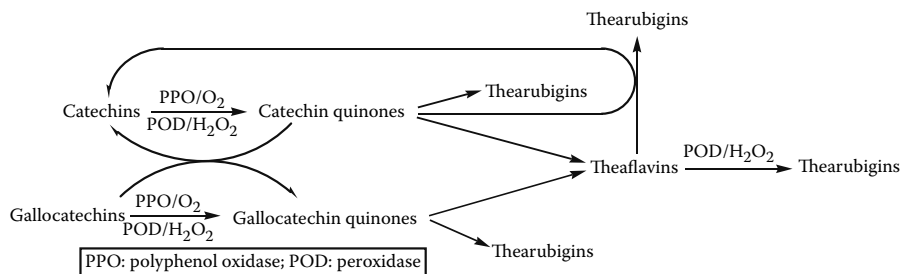 Thearubigins
PPO/O₂
Catechins
POD/H₂O₂
Catechin quinones
Thearubigins
Theaflavins
POD/H₂O₂
Thearubigins
Gallocatechins
PPO/O₂
POD/H₂O₂
Gallocatechin quinones
Thearubigins
PPO: polyphenol oxidase; POD: peroxidase